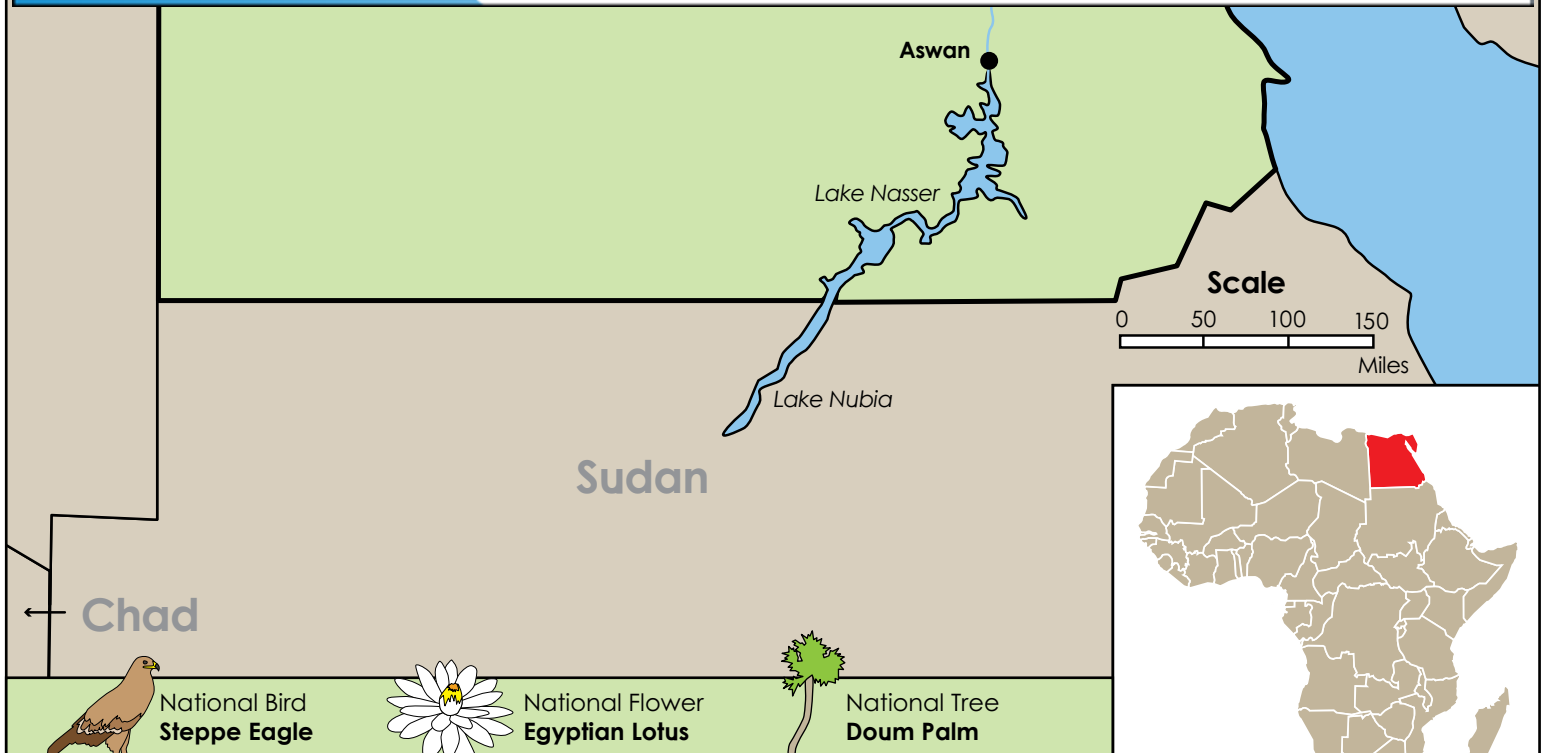 Aswan
Lake Nasser
Scale
0 50 100 150
Miles
Lake Nubia
Sudan
Chad
National Bird
Steppe Eagle
National Flower
Egyptian Lotus
National Tree
Doum Palm